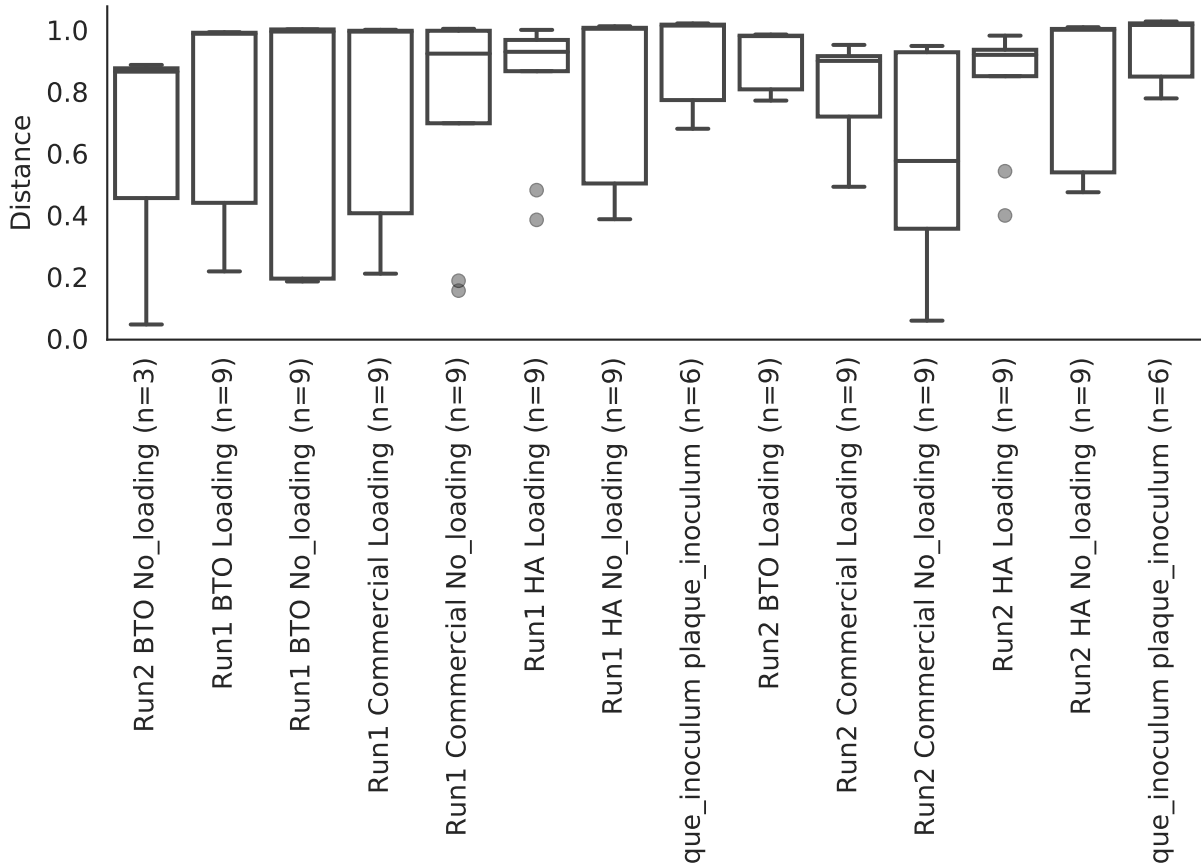 Distance
1.0
0.8
0.6
0.4
0.2
0.0
Run2 BTO No_loading (n=3)
Run1 BTO Loading (n=9)
Run1 BTO No_loading (n=9)
Run1 Commercial Loading (n=9)
Run1 Commercial No_loading (n=9)
Run1 HA Loading (n=9)
Run1 HA No_loading (n=9)
que_inoculum plaque_inoculum (n=6)
Run2 BTO Loading (n=9)
Run2 Commercial Loading (n=9)
Run2 Commercial No_loading (n=9)
Run2 HA Loading (n=9)
Run2 HA No_loading (n=9)
que_inoculum plaque_inoculum (n=6)